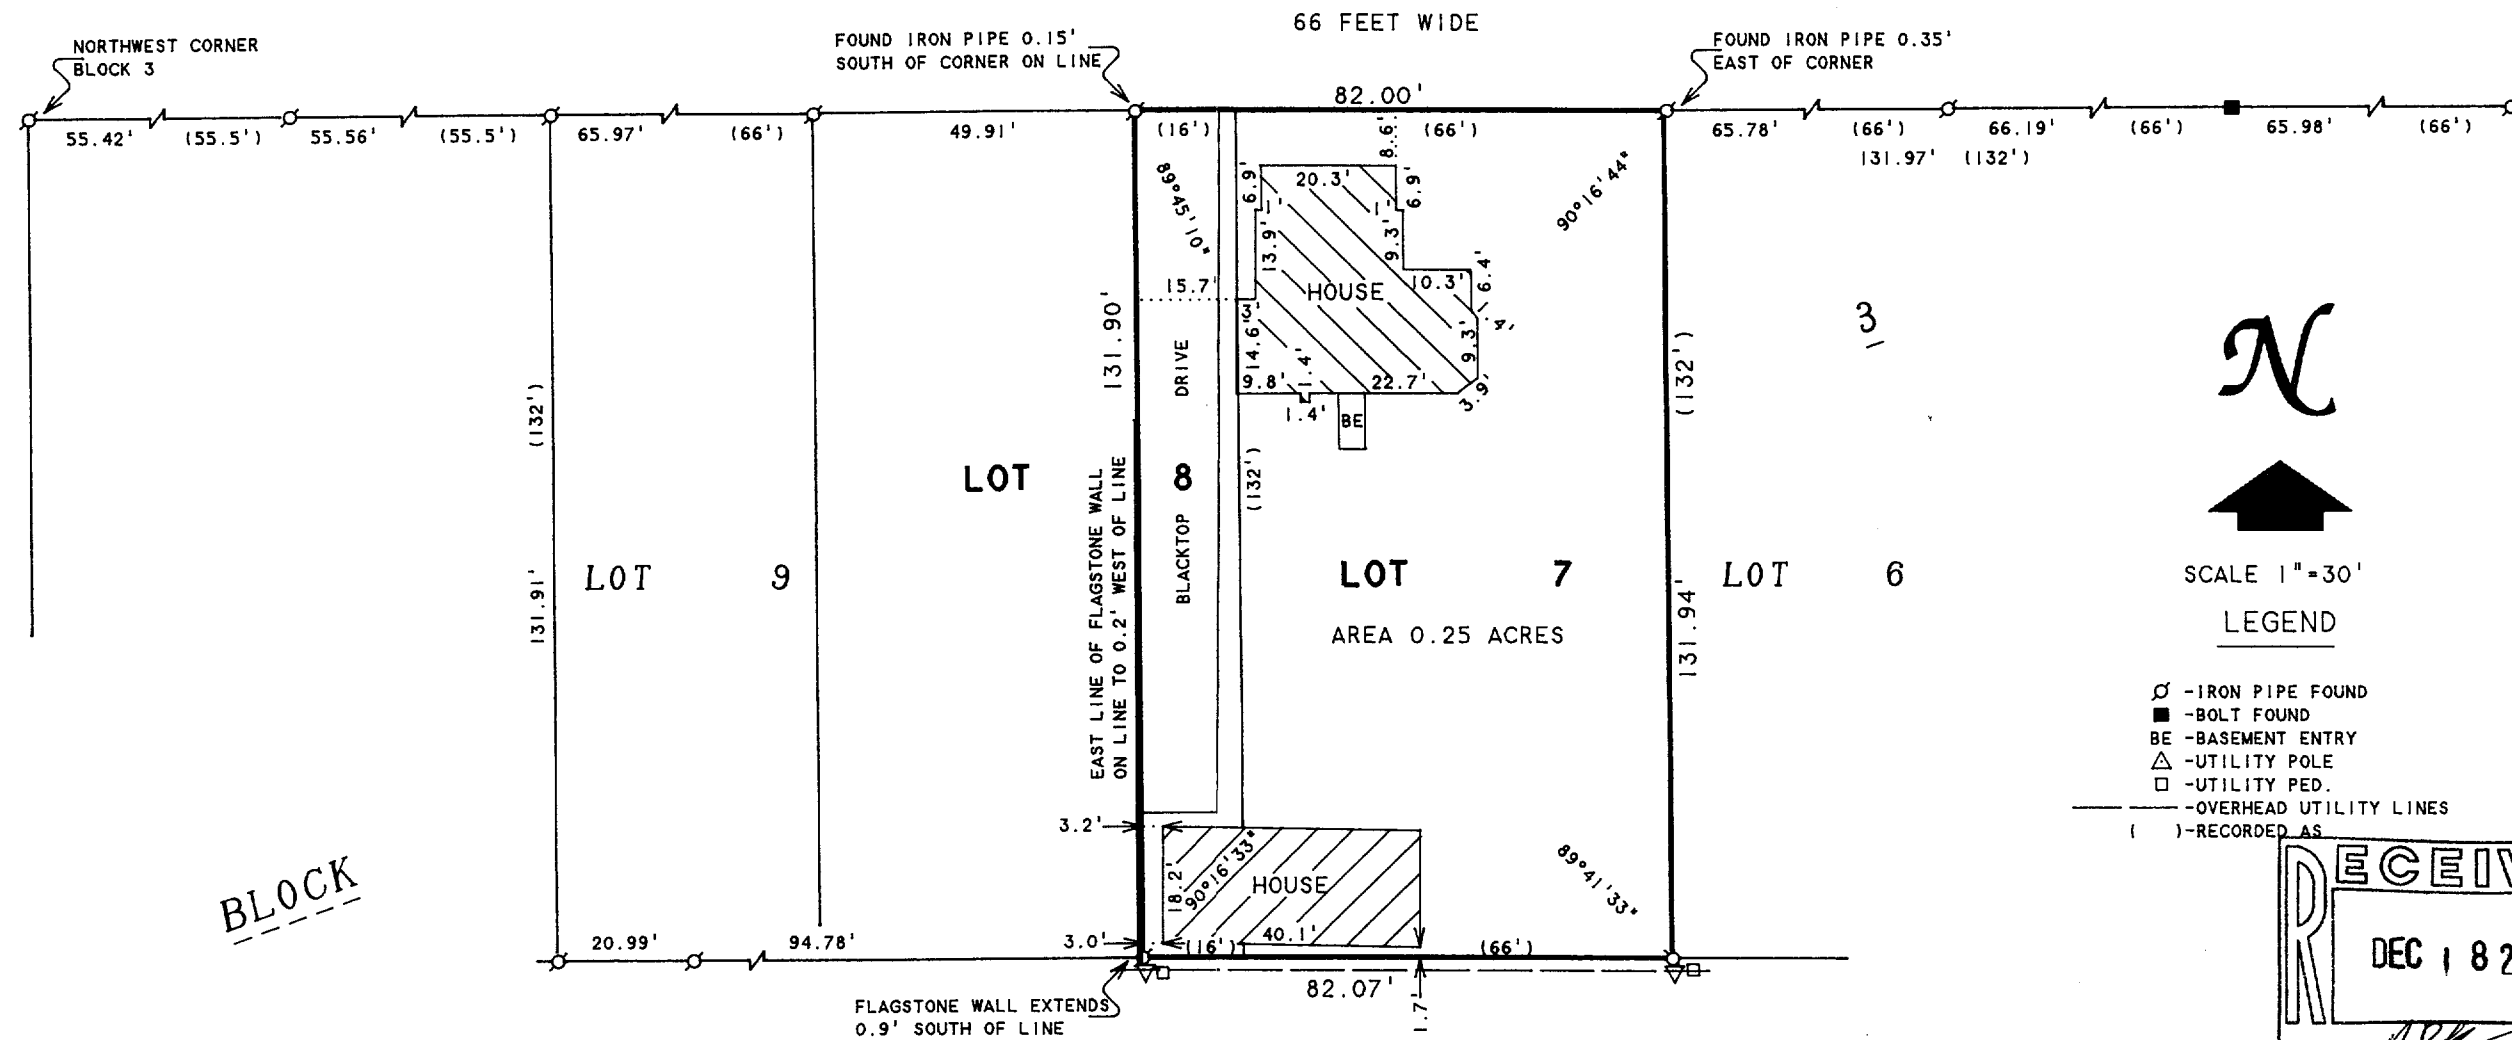 66 FEET WIDE
NORTHWEST CORNER
BLOCK 3
FOUND IRON PIPE 0.15'
SOUTH OF CORNER ON LINE
FOUND IRON PIPE 0.35'
EAST OF CORNER
82.00'
55.42'
(55.5')
55.56'
(55.5')
65.97'
(66')
49.91'
(16')
(66')
65.78'
(66')
66.19'
(66')
65.98'
(66')
131.97' (132')
8.6'
89°45'10"
90°16'44"
6.9'
20.3'
6.9'
1'
1'
13.9'
9.3'
15.7'
10.3'
6.4'
HOUSE
3'
14.6'
1.4'
9.3'
9.8'
22.7'
3.9'
1.4'
BE
131.90'
DRIVE
BLACKTOP
(132')
(132')
(132')
3
N
LOT 8
EAST LINE OF FLAGSTONE WALL
ON LINE TO 0.2' WEST OF LINE
LOT 9
131.91'
LOT 7
AREA 0.25 ACRES
131.94'
LOT 6
SCALE 1"=30'
LEGEND
-IRON PIPE FOUND
-BOLT FOUND
BE -BASEMENT ENTRY
-UTILITY POLE
-UTILITY PED.
-OVERHEAD UTILITY LINES
( )-RECORDED AS
3.2'
18.2'
90°16'33"
HOUSE
89°41'33"
BLOCK
20.99'
94.78'
3.0'
(16')
40.1'
(66')
82.07'
1.7'
FLAGSTONE WALL EXTENDS
0.9' SOUTH OF LINE
RECEIV
DEC 18 2